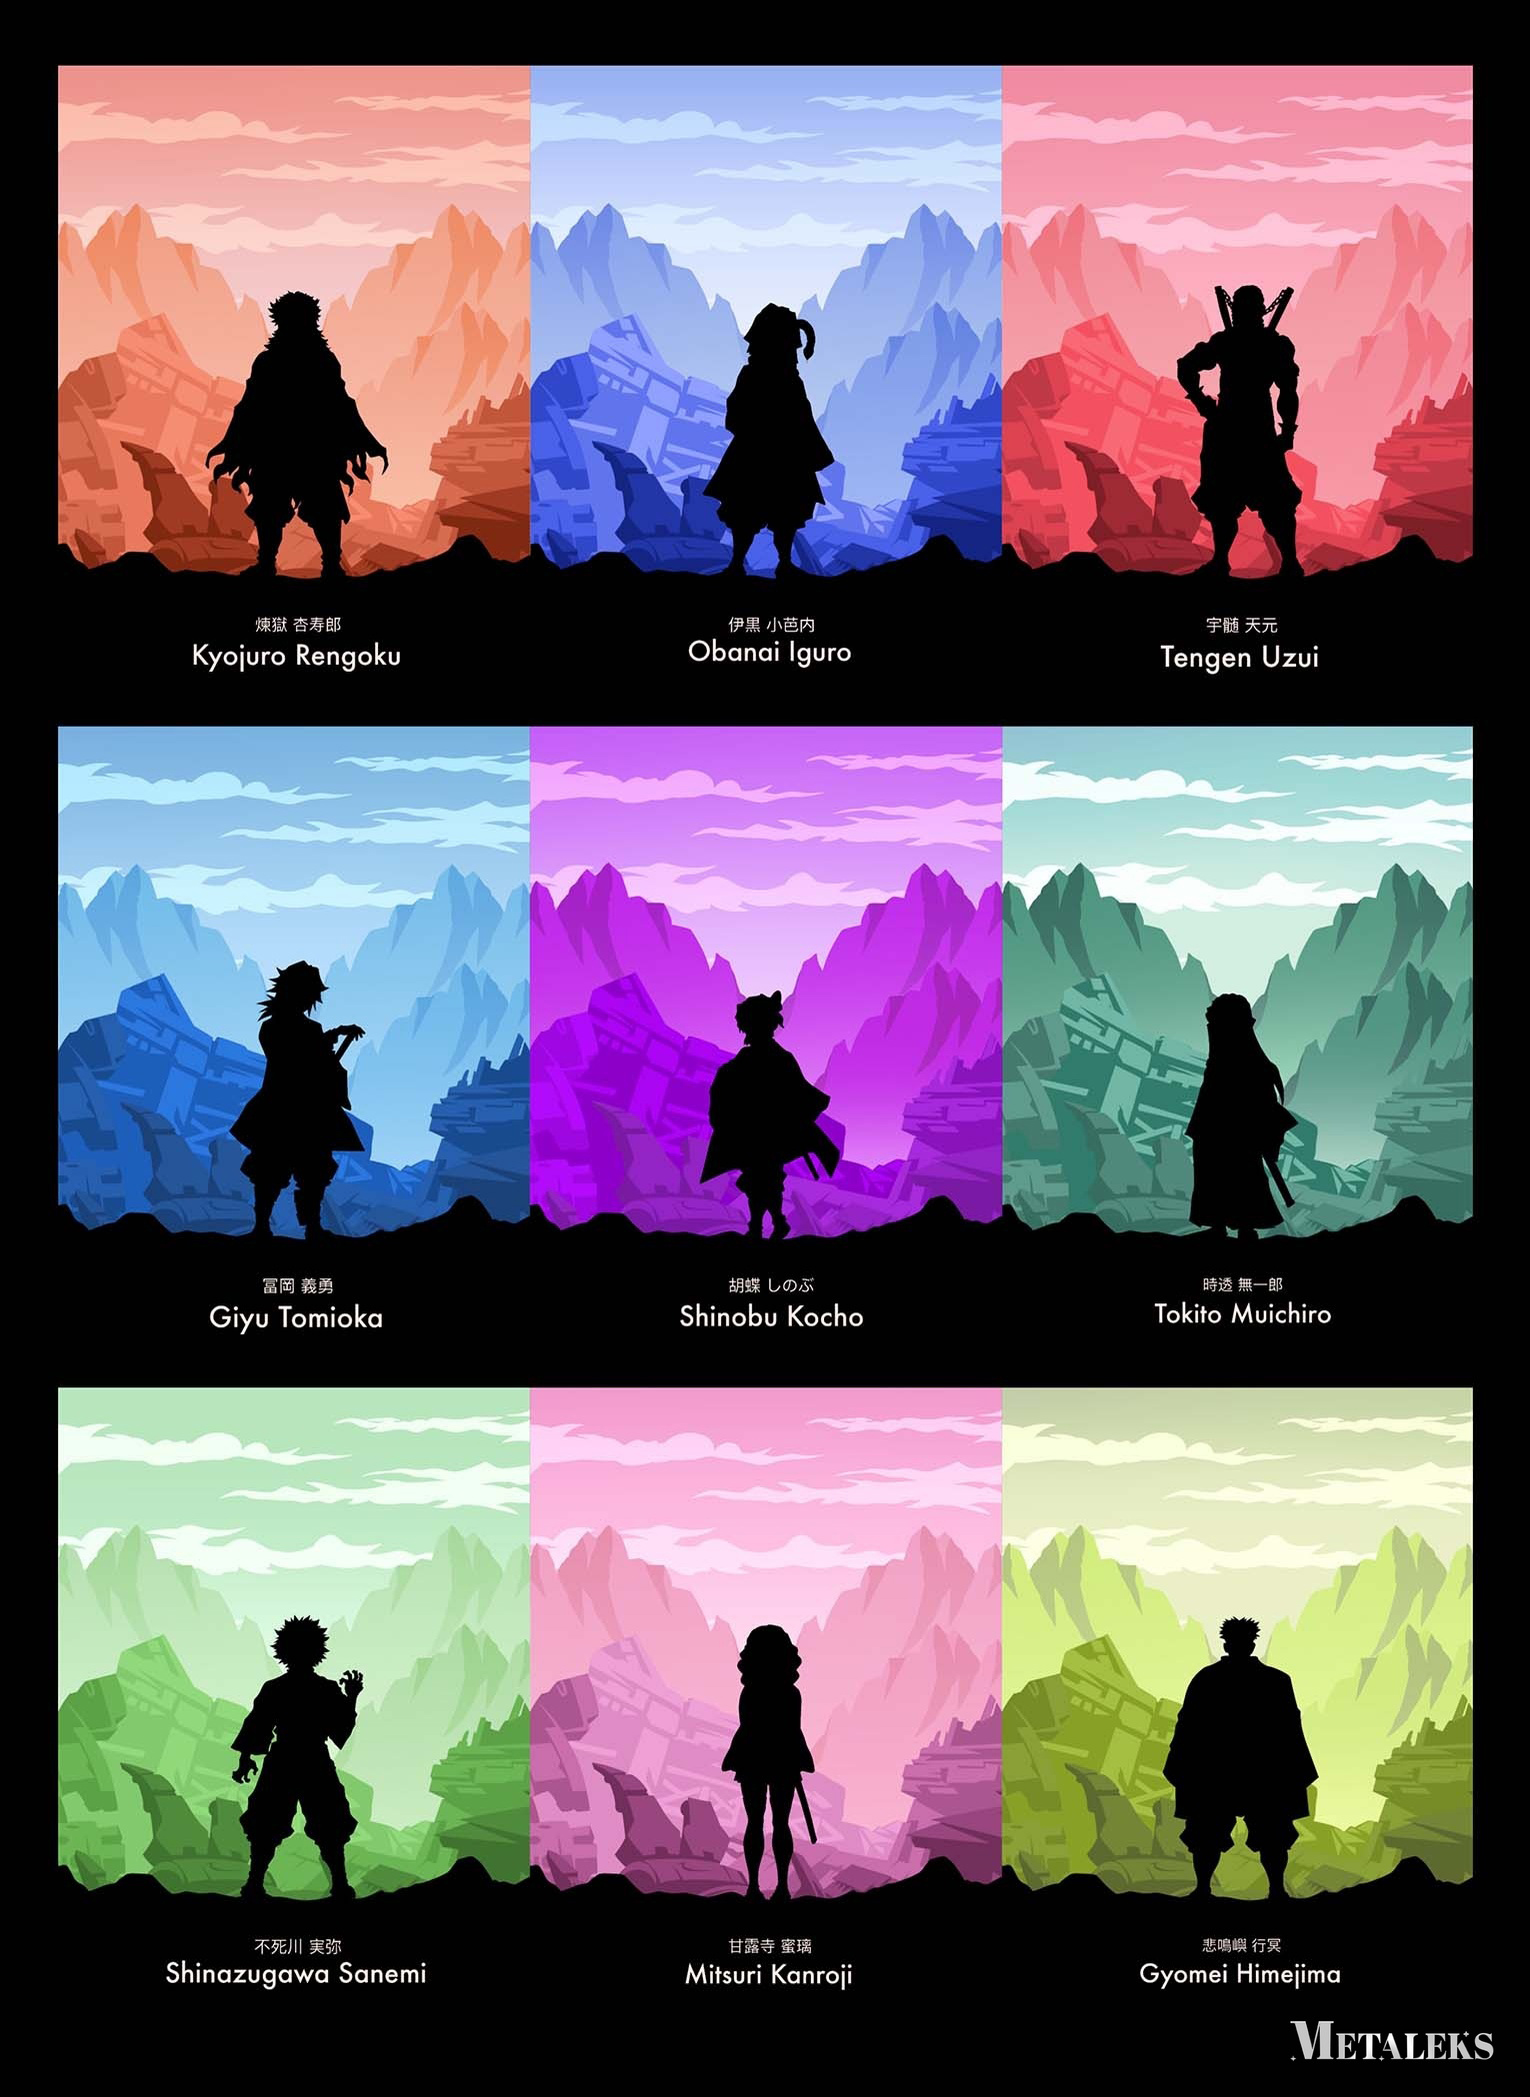 煉獄 杏寿郎
Kyojuro Rengoku
伊黒 小芭内
Obanai Iguro
宇髄 天元
Tengen Uzui
冨岡 義勇
Giyu Tomioka
胡蝶 しのぶ
Shinobu Kocho
時透 無一郎
Tokito Muichiro
不死川 実弥
Shinazugawa Sanemi
甘露寺 蜜璃
Mitsuri Kanroji
悲鳴嶼 行冥
Gyomei Himejima
METALEKS